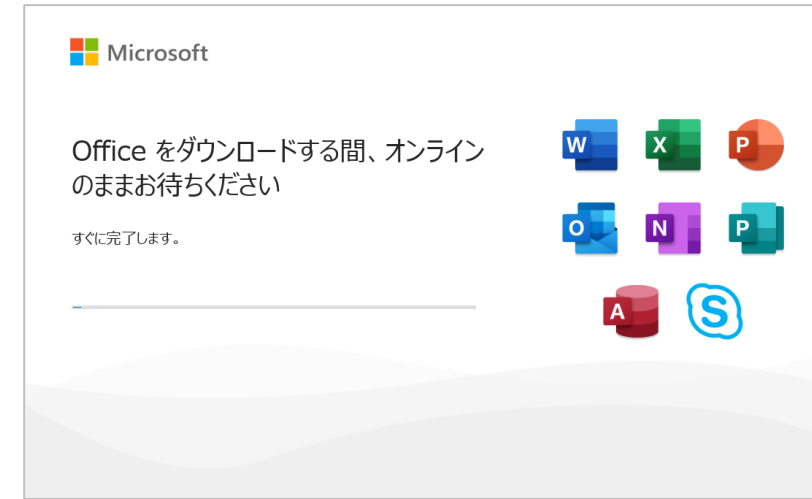 Microsoft
Office をダウンロードする間、オンライン
のままお待ちください
すぐに完了します。
W X P
O N P
A S